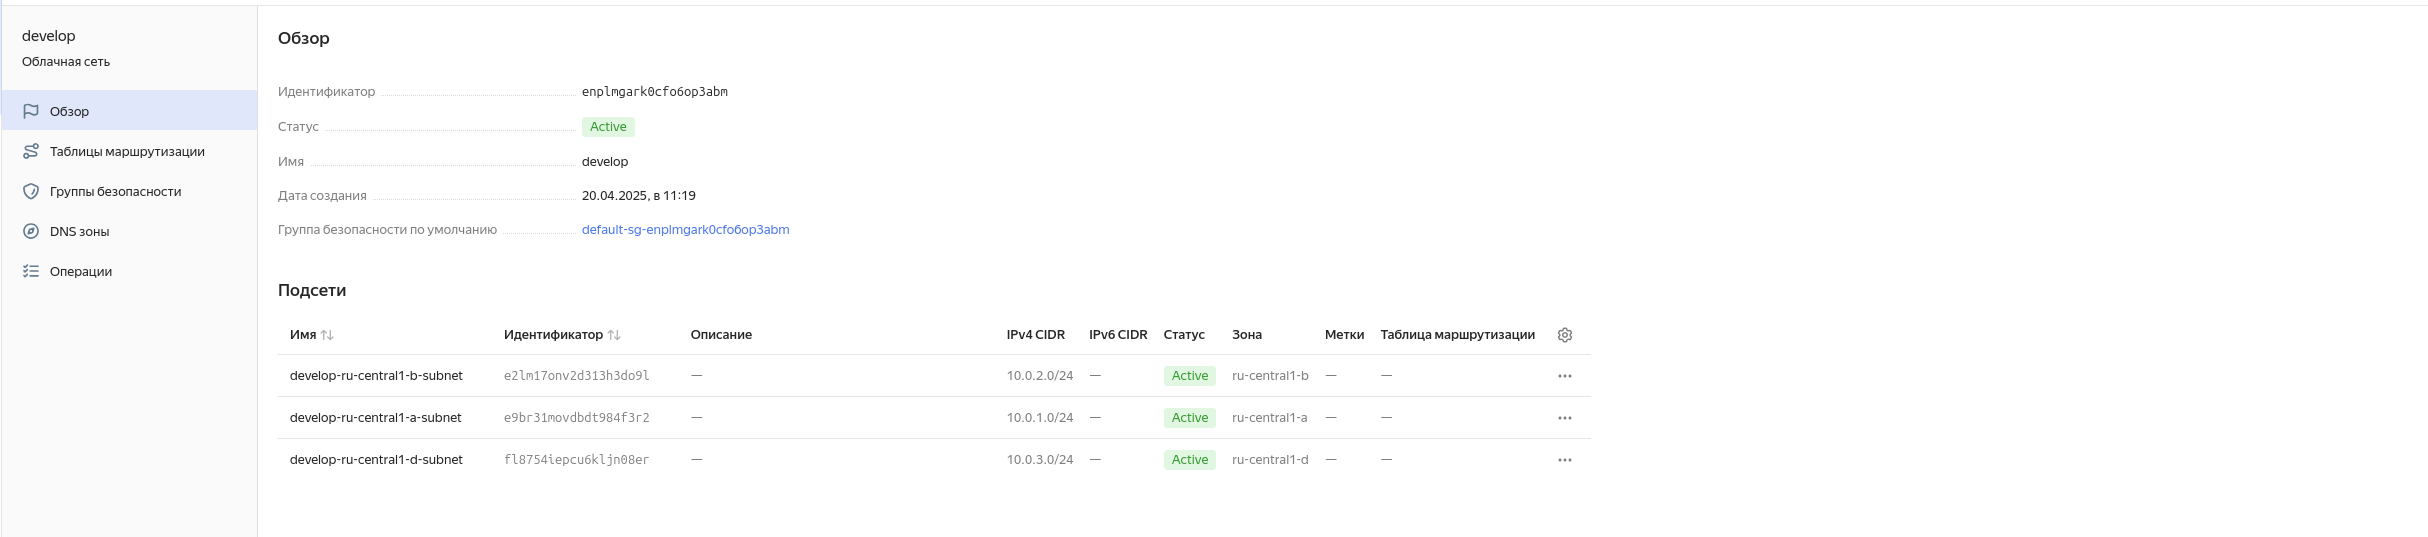 develop
Облачная сеть
Обзор
Таблицы маршрутизации
Группы безопасности
DNS зоны
Операции
Обзор
Идентификатор enplmgark0cfo6op3abm
Статус Active
Имя develop
Дата создания 20.04.2025, в 11:19
Группа безопасности по умолчанию default-sg-enplmgark0cfo6op3abm
Подсети
Имя Идентификатор Описание IPv4 CIDR IPv6 CIDR Статус Зона Метки Таблица маршрутизации
develop-ru-central1-b-subnet e2lm17onv2d313h3do9l — 10.0.2.0/24 — Active ru-central1-b — —
develop-ru-central1-a-subnet e9br31movdbdt984f3r2 — 10.0.1.0/24 — Active ru-central1-a — —
develop-ru-central1-d-subnet fl8754iepcu6kljn08er — 10.0.3.0/24 — Active ru-central1-d — —